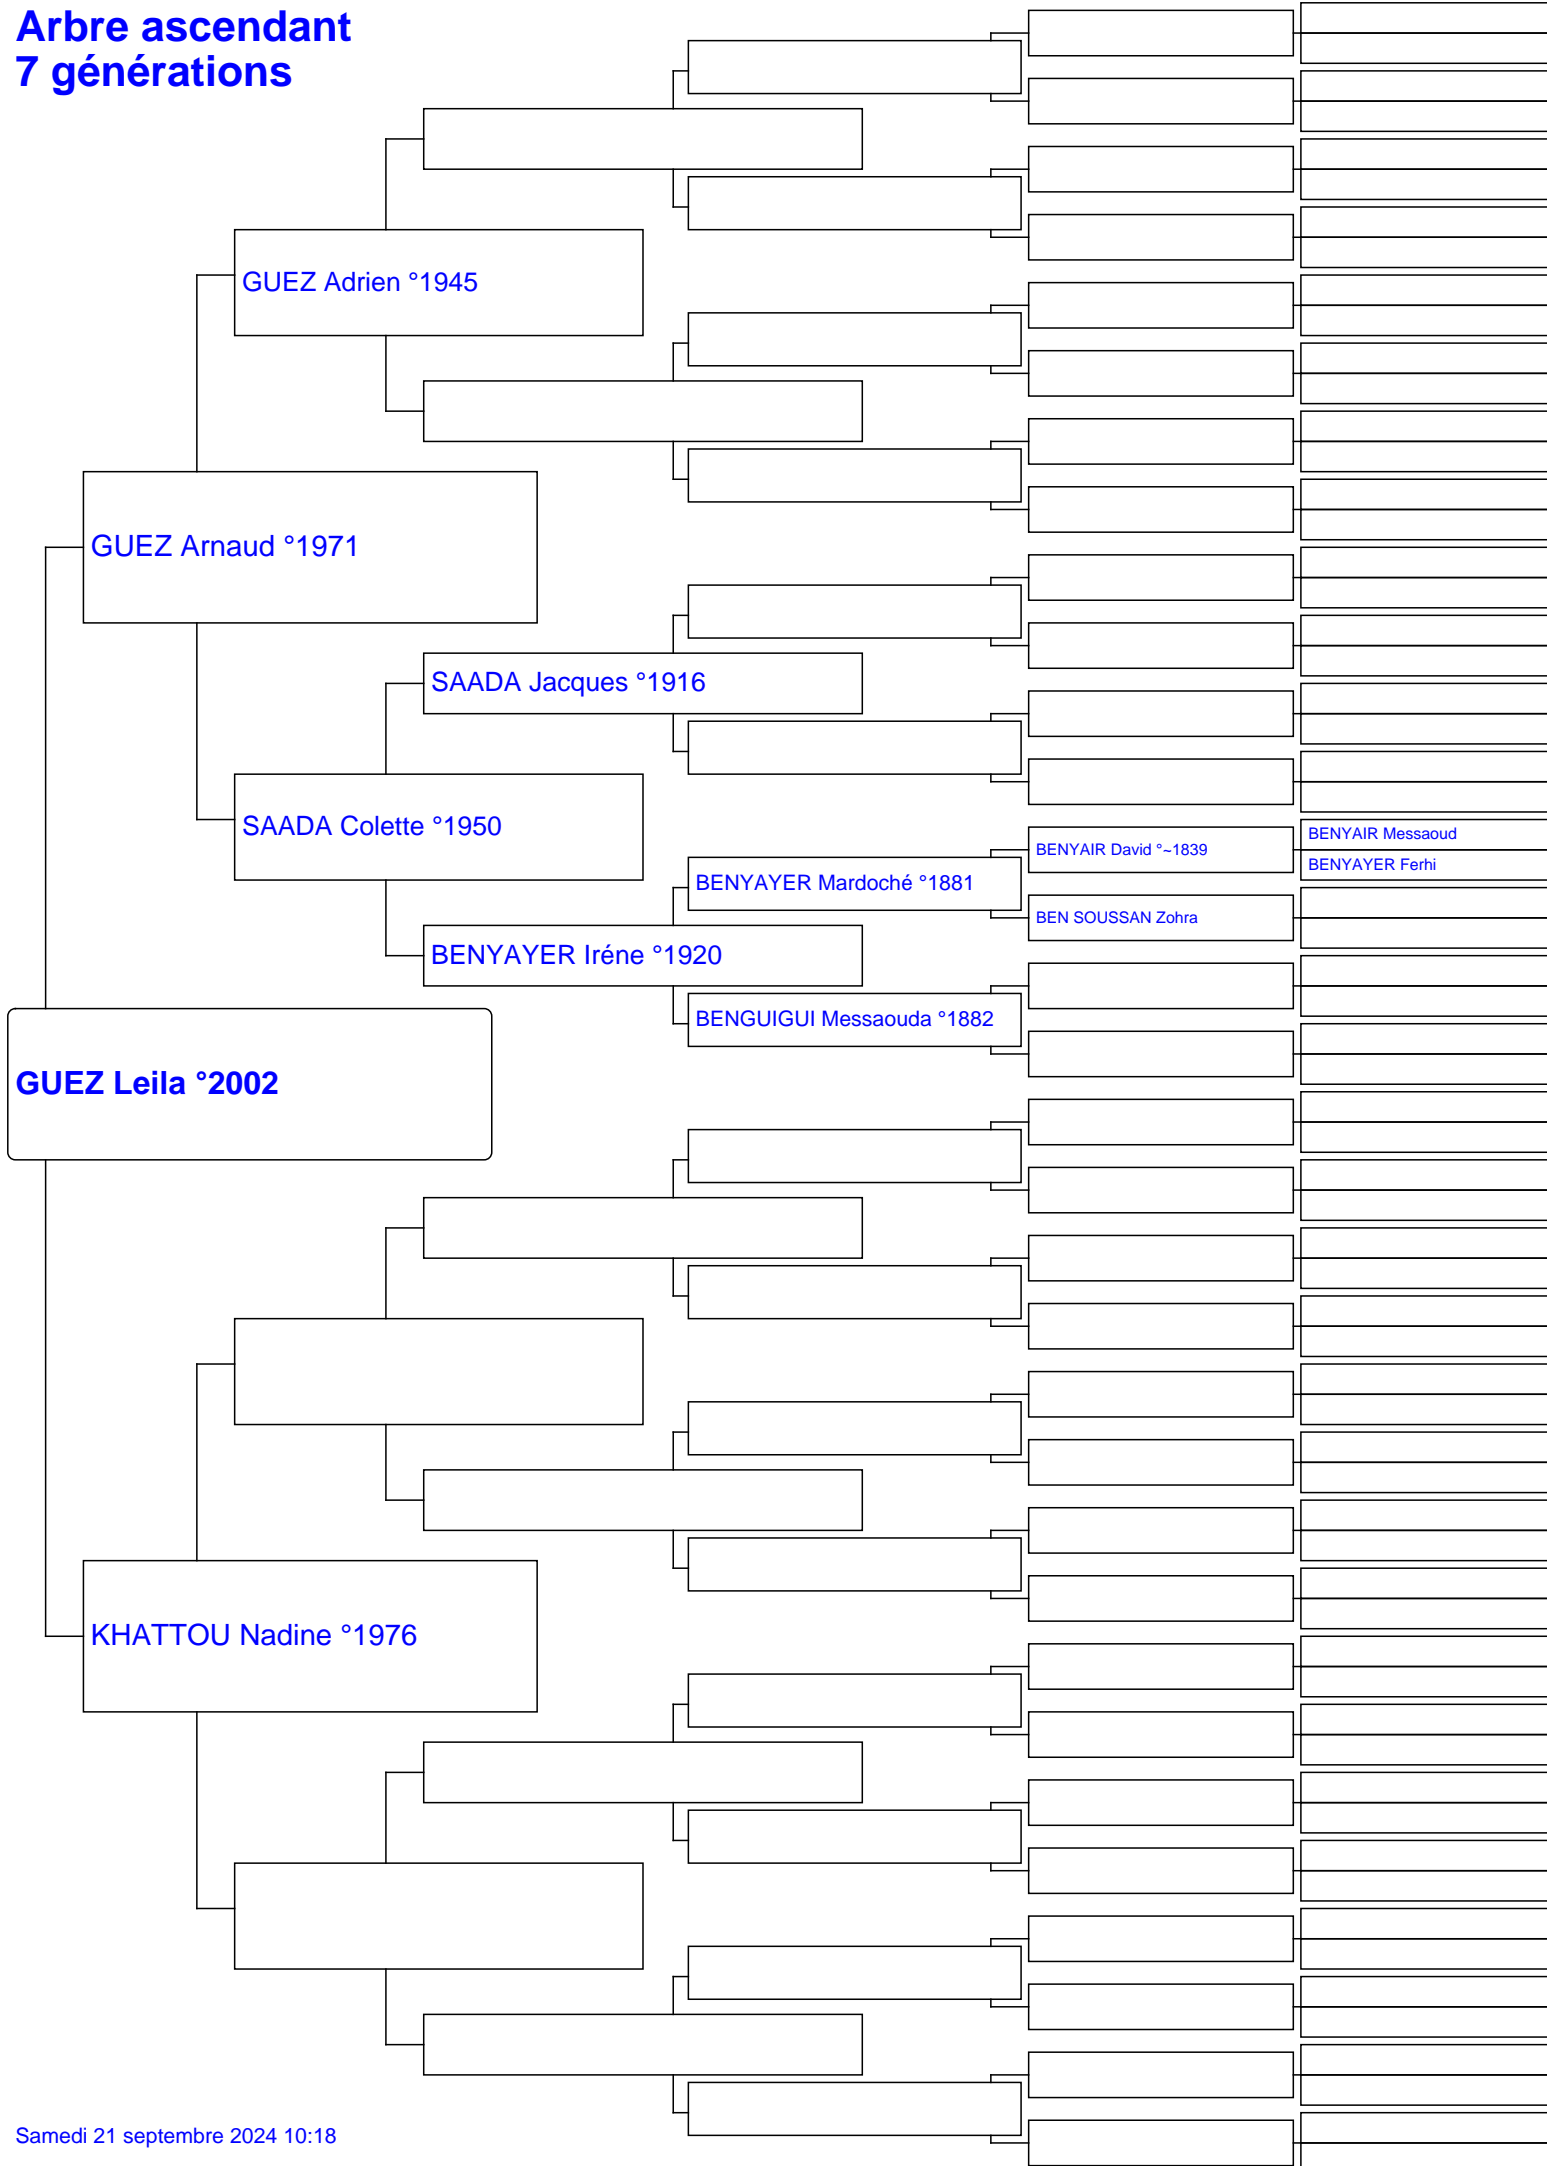 Arbre ascendant
7 générations
GUEZ Adrien °1945
GUEZ Arnaud °1971
SAADA Jacques °1916
SAADA Colette °1950
BENYAIR Messaoud
BENYAIR David °~1839
BENYAYER Ferhi
BENYAYER Mardoché °1881
BEN SOUSSAN Zohra
BENYAYER Iréne °1920
BENGUIGUI Messaouda °1882
GUEZ Leila °2002
KHATTOU Nadine °1976
Samedi 21 septembre 2024 10:18